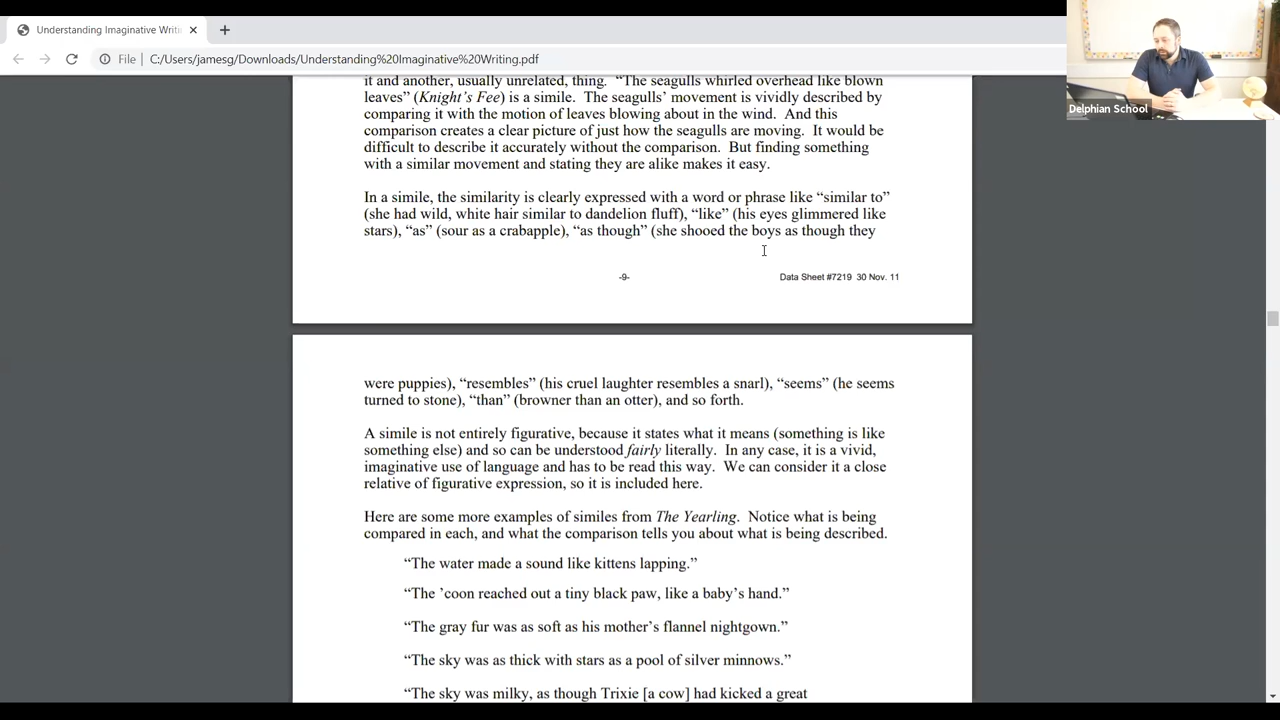 Understanding Imaginative Writi
File
C:/Users/jamesg/Downloads/Understanding%20Imaginative%20Writing.pdf
Delphian School
it and another, usually unrelated, thing. “The seagulls whirled overhead like blown
leaves” (Knight’s Fee) is a simile. The seagulls’ movement is vividly described by
comparing it with the motion of leaves blowing about in the wind. And this
comparison creates a clear picture of just how the seagulls are moving. It would be
difficult to describe it accurately without the comparison. But finding something
with a similar movement and stating they are alike makes it easy.
In a simile, the similarity is clearly expressed with a word or phrase like “similar to”
(she had wild, white hair similar to dandelion fluff), “like” (his eyes glimmered like
stars), “as” (sour as a crabapple), “as though” (she shooed the boys as though they
-9-
Data Sheet #7219 30 Nov. 11
were puppies), “resembles” (his cruel laughter resembles a snarl), “seems” (he seems
turned to stone), “than” (browner than an otter), and so forth.
A simile is not entirely figurative, because it states what it means (something is like
something else) and so can be understood fairly literally. In any case, it is a vivid,
imaginative use of language and has to be read this way. We can consider it a close
relative of figurative expression, so it is included here.
Here are some more examples of similes from The Yearling. Notice what is being
compared in each, and what the comparison tells you about what is being described.
“The water made a sound like kittens lapping.”
“The ’coon reached out a tiny black paw, like a baby’s hand.”
“The gray fur was as soft as his mother’s flannel nightgown.”
“The sky was as thick with stars as a pool of silver minnows.”
“The sky was milky, as though Trixie [a cow] had kicked a great